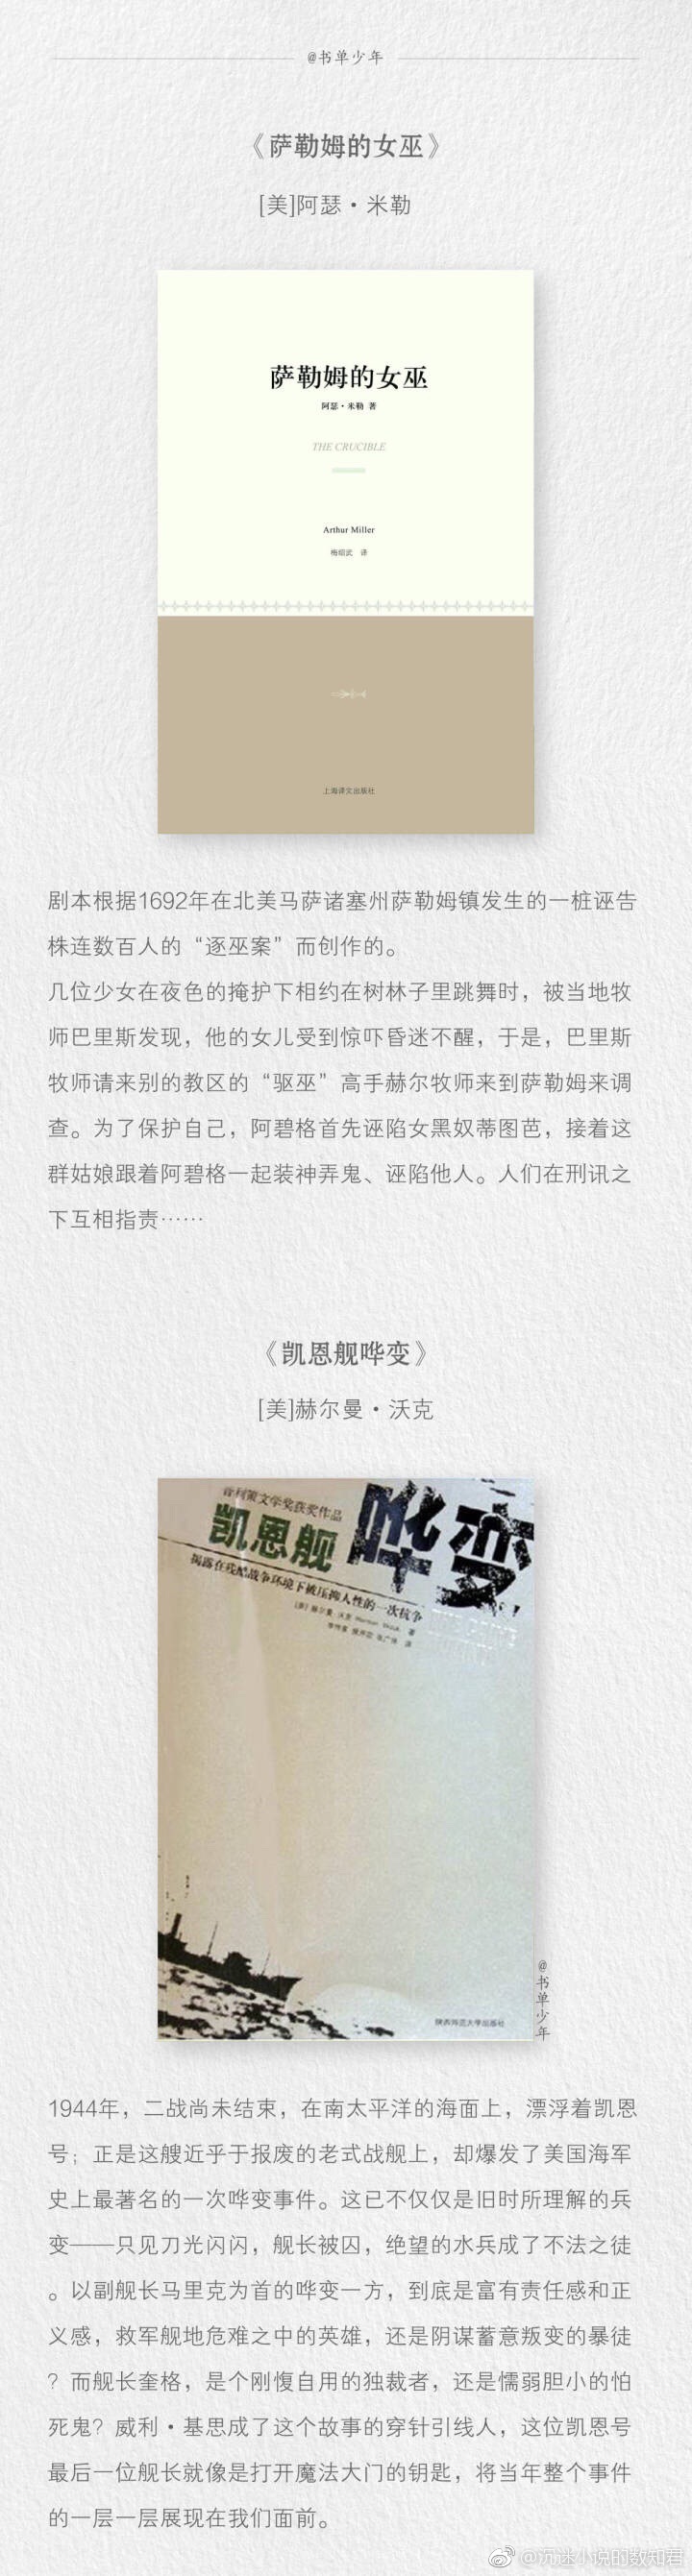 @书单少年
《萨勒姆的女巫》
[美]阿瑟·米勒
萨勒姆的女巫
阿瑟·米勒 著
THE CRUCIBLE
Arthur Miller
梅绍武 译
上海译文出版社
剧本根据1692年在北美马萨诸塞州萨勒姆镇发生的一桩诬告
株连数百人的“逐巫案”而创作的。
几位少女在夜色的掩护下相约在树林子里跳舞时，被当地牧
师巴里斯发现，他的女儿受到惊吓昏迷不醒，于是，巴里斯
牧师请来别的教区的“驱巫”高手赫尔牧师来到萨勒姆来调
查。为了保护自己，阿碧格首先诬陷女黑奴蒂图芭，接着这
群姑娘跟着阿碧格一起装神弄鬼、诬陷他人。人们在刑讯之
下互相指责……
《凯恩舰哗变》
[美]赫尔曼·沃克
普利策文学奖获奖作品
凯恩舰
哗变
揭露在残酷战争环境下被压抑人性的一次抗争
[美] 赫尔曼·沃克 Herman Wouk 著
陕西师范大学出版社
@书单少年
1944年，二战尚未结束，在南太平洋的海面上，漂浮着凯恩
号；正是这艘近乎于报废的老式战舰上，却爆发了美国海军
史上最著名的一次哗变事件。这已不仅仅是旧时所理解的兵
变——只见刀光闪闪，舰长被囚，绝望的水兵成了不法之徒
。以副舰长马里克为首的哗变一方，到底是富有责任感和正
义感，救军舰地危难之中的英雄，还是阴谋蓄意叛变的暴徒
？而舰长奎格，是个刚愎自用的独裁者，还是懦弱胆小的怕
死鬼？威利·基思成了这个故事的穿针引线人，这位凯恩号
最后一位舰长就像是打开魔法大门的钥匙，将当年整个事件
的一层一层展现在我们面前。
@沉迷小说的数知君